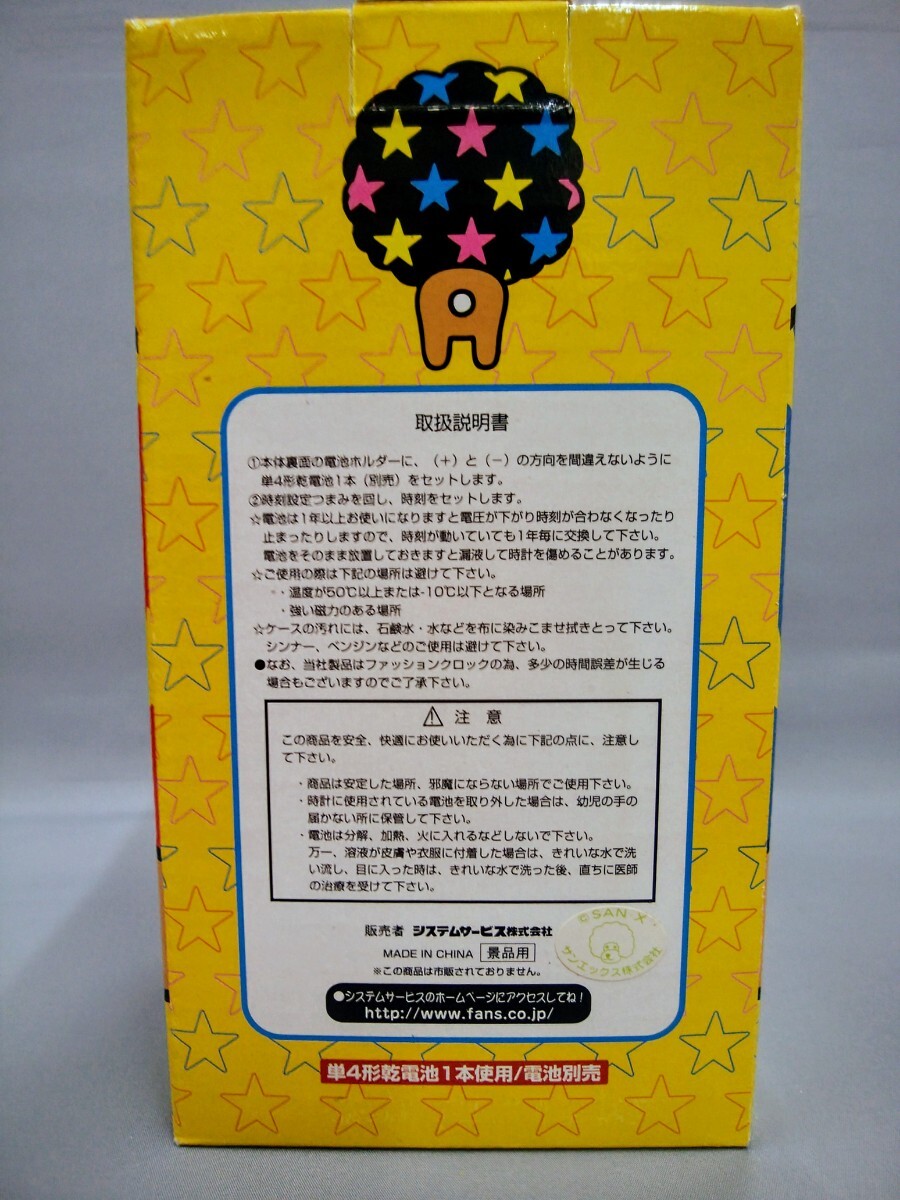 取扱説明書
①本体裏面の電池ホルダーに、(+)と(−)の方向を間違えないように
単4形乾電池1本(別売)をセットします。
②時刻設定つまみを回し、時刻をセットします。
☆電池は1年以上お使いになりますと電圧が下がり時刻が合わなくなったり
止まったりしますので、時刻が動いていても1年毎に交換して下さい。
電池をそのまま放置しておきますと漏液して時計を傷めることがあります。
☆ご使用の際は下記の場所は避けて下さい。
・温度が50℃以上または-10℃以下となる場所
・強い磁力のある場所
☆ケースの汚れには、石鹸水・水などを布に染みこませ拭きとって下さい。
シンナー、ベンジンなどのご使用は避けて下さい。
●なお、当社製品はファッションクロックの為、多少の時間誤差が生じる
場合もございますのでご了承下さい。
⚠ 注意
この商品を安全、快適にお使いいただく為に下記の点に、注意し
て下さい。
・商品は安定した場所、邪魔にならない場所でご使用下さい。
・時計に使用されている電池を取り外した場合は、幼児の手の
届かない所に保管して下さい。
・電池は分解、加熱、火に入れるなどしないで下さい。
万一、溶液が皮膚や衣服に付着した場合は、きれいな水で洗
い流し、目に入った時は、きれいな水で洗った後、直ちに医師
の治療を受けて下さい。
販売者 システムサービス株式会社
MADE IN CHINA 景品用
※この商品は市販されておりません。
©SAN-X
サンエックス株式会社
●システムサービスのホームページにアクセスしてね!
http://www.fans.co.jp/
単4形乾電池1本使用/電池別売